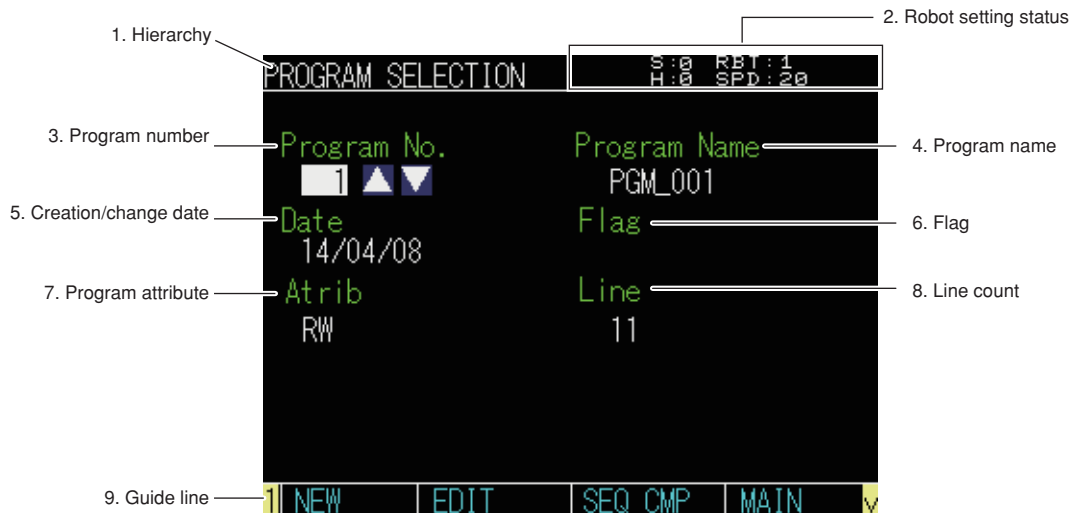 2. Robot setting status
1. Hierarchy
PROGRAM SELECTION
S:0 RBT:1
H:0 SPD:20
3. Program number
Program No.
Program Name
4. Program name
1
PGM_001
5. Creation/change date
Date
Flag
6. Flag
14/04/08
7. Program attribute
Atrib
Line
8. Line count
RW
11
9. Guide line
1 NEW EDIT SEQ CMP MAIN V